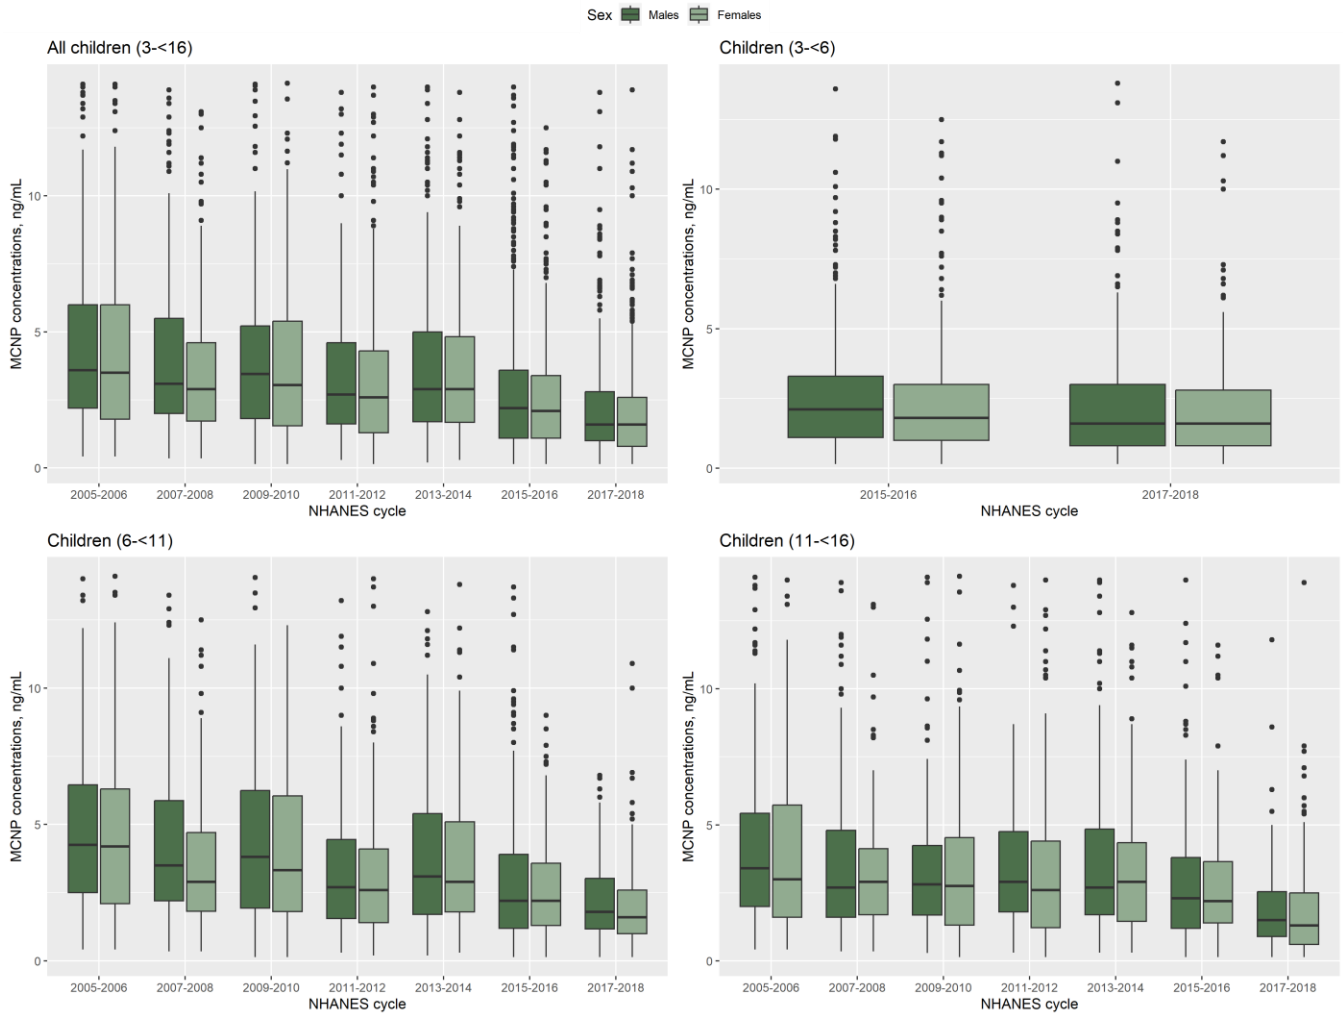 Sex Males Females
All children (3-<16)
MCNP concentrations, ng/mL
10
5
0
2005-2006 2007-2008 2009-2010 2011-2012 2013-2014 2015-2016 2017-2018
NHANES cycle
Children (3-<6)
MCNP concentrations, ng/mL
10
5
0
2015-2016 2017-2018
NHANES cycle
Children (6-<11)
MCNP concentrations, ng/mL
10
5
0
2005-2006 2007-2008 2009-2010 2011-2012 2013-2014 2015-2016 2017-2018
NHANES cycle
Children (11-<16)
MCNP concentrations, ng/mL
10
5
0
2005-2006 2007-2008 2009-2010 2011-2012 2013-2014 2015-2016 2017-2018
NHANES cycle